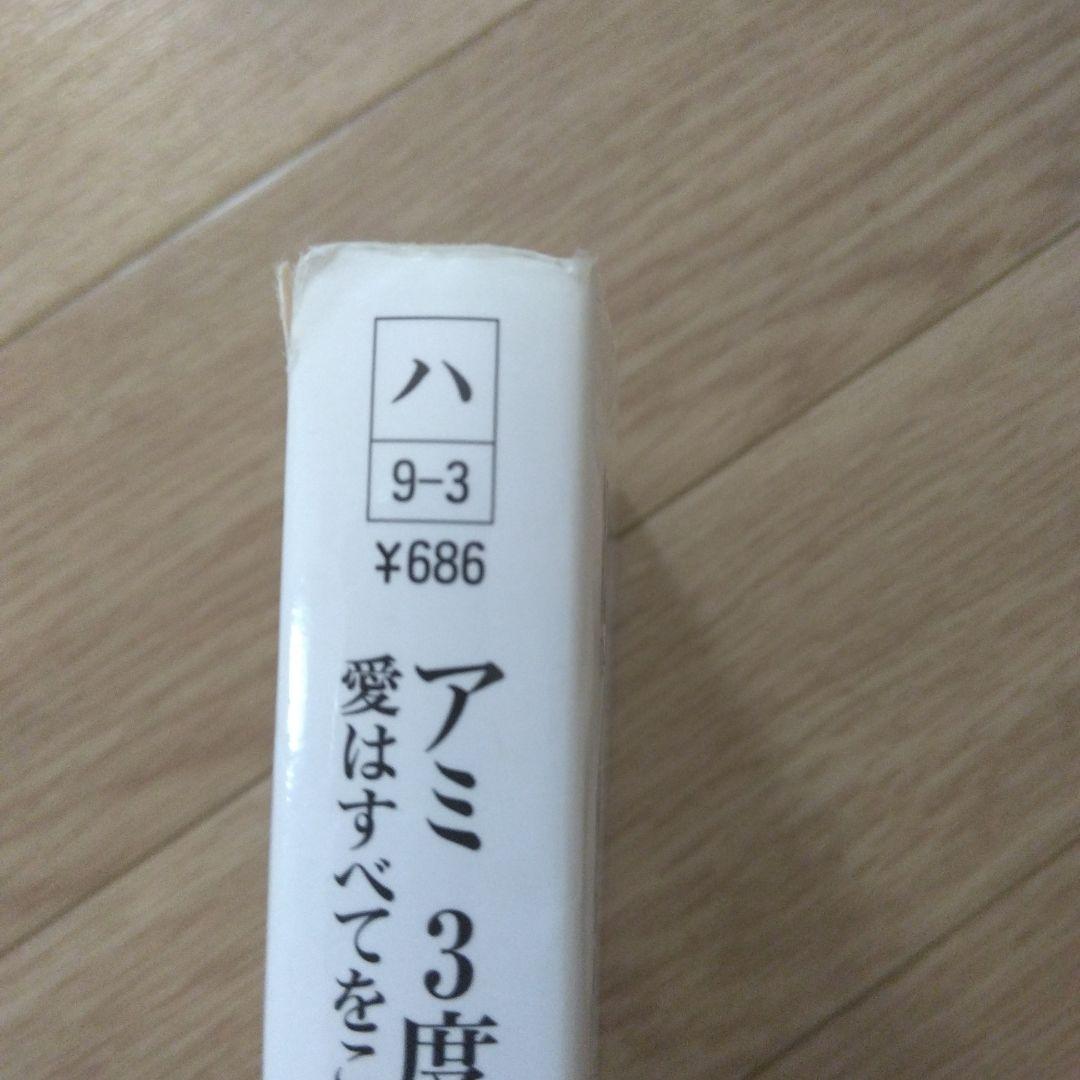 ハ
9-3
¥686
アミ 3度
愛はすべてを